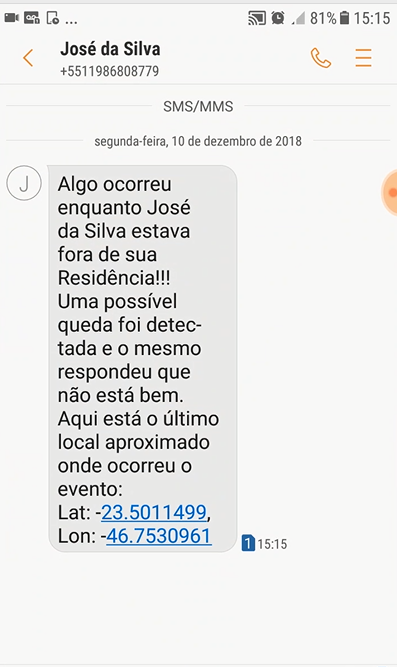 ... 81% 15:15
José da Silva
+5511986808779
SMS/MMS
segunda-feira, 10 de dezembro de 2018
J
Algo ocorreu
enquanto José
da Silva estava
fora de sua
Residência!!!
Uma possível
queda foi detec-
tada e o mesmo
respondeu que
não está bem.
Aqui está o último
local aproximado
onde ocorreu o
evento:
Lat: -23.5011499,
Lon: -46.7530961
1 15:15